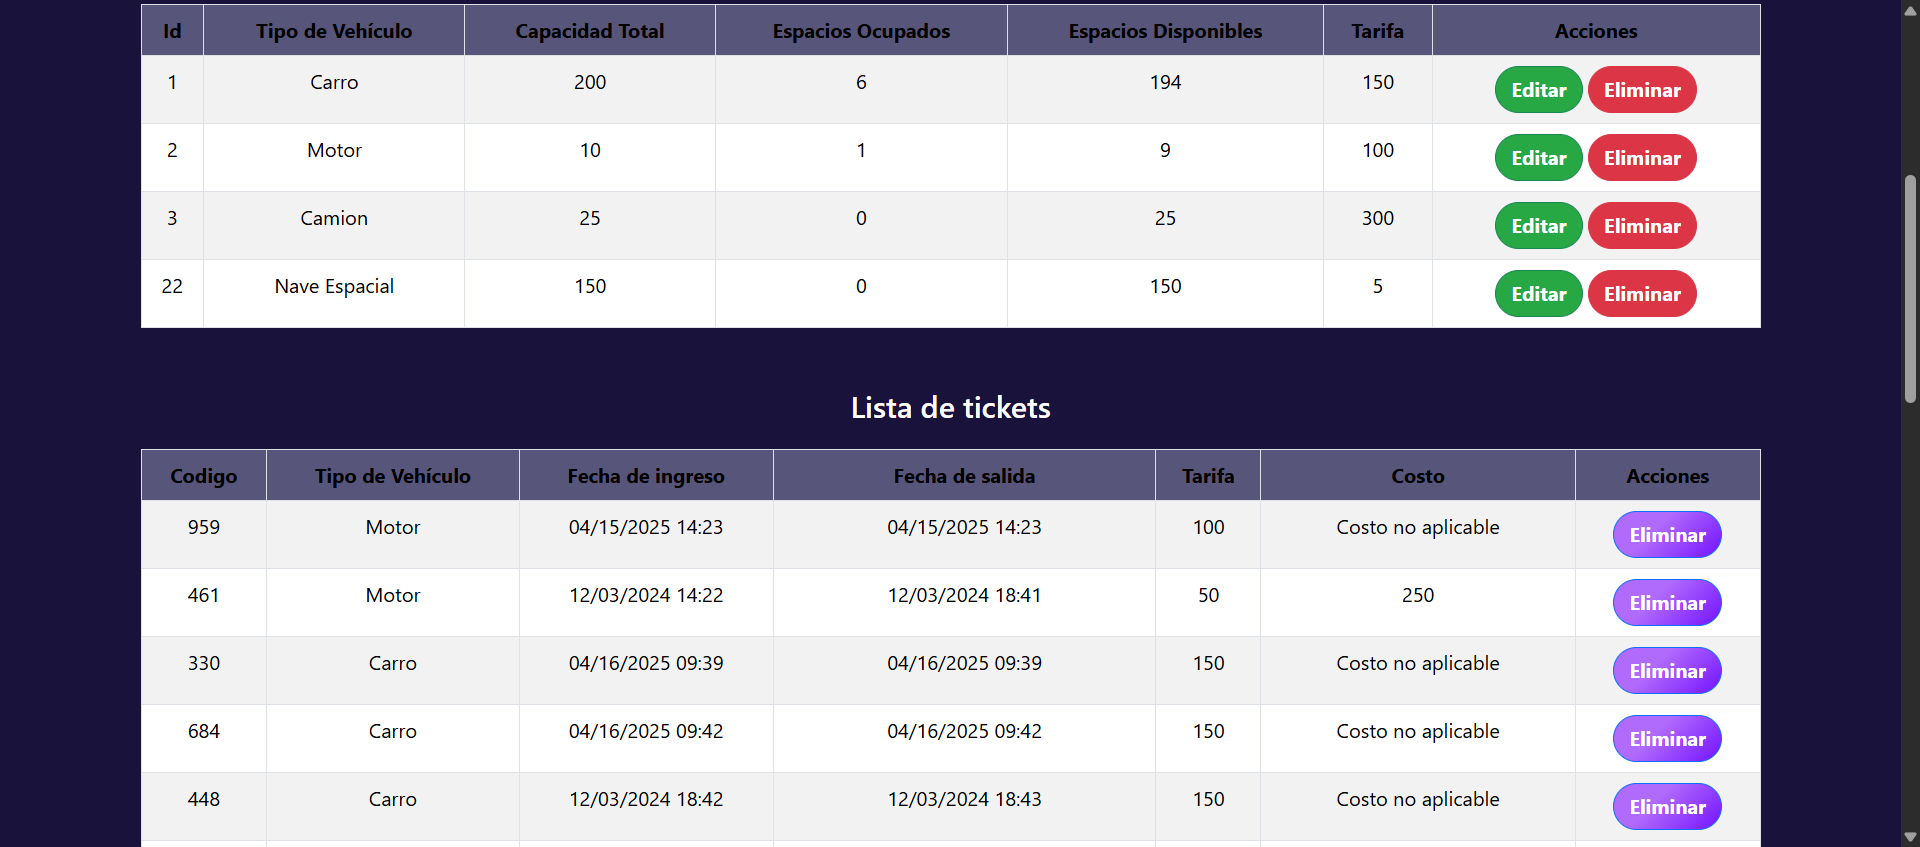 Id Tipo de Vehículo Capacidad Total Espacios Ocupados Espacios Disponibles Tarifa Acciones
1 Carro 200 6 194 150 Editar Eliminar
2 Motor 10 1 9 100 Editar Eliminar
3 Camion 25 0 25 300 Editar Eliminar
22 Nave Espacial 150 0 150 5 Editar Eliminar
Lista de tickets
Codigo Tipo de Vehículo Fecha de ingreso Fecha de salida Tarifa Costo Acciones
959 Motor 04/15/2025 14:23 04/15/2025 14:23 100 Costo no aplicable Eliminar
461 Motor 12/03/2024 14:22 12/03/2024 18:41 50 250 Eliminar
330 Carro 04/16/2025 09:39 04/16/2025 09:39 150 Costo no aplicable Eliminar
684 Carro 04/16/2025 09:42 04/16/2025 09:42 150 Costo no aplicable Eliminar
448 Carro 12/03/2024 18:42 12/03/2024 18:43 150 Costo no aplicable Eliminar